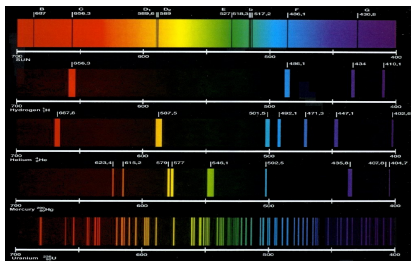 B C D₁ D₂ E b F G
687 656,3 589,6 589 527 518,3 517,2 486,1 430,8
700 600 500 400
SUN
656,3 486,1 434 410,1
700 600 500 400
Hydrogen ¹₁H
667,8 587,5 501,5 492,1 471,3 447,1 402,6
700 600 500 400
Helium ⁴₂He
623,4 615,2 579 577 546,1 502,5 435,8 407,8 404,7
700 600 500 400
Mercury Hg
700 600 500 400
Uranium U